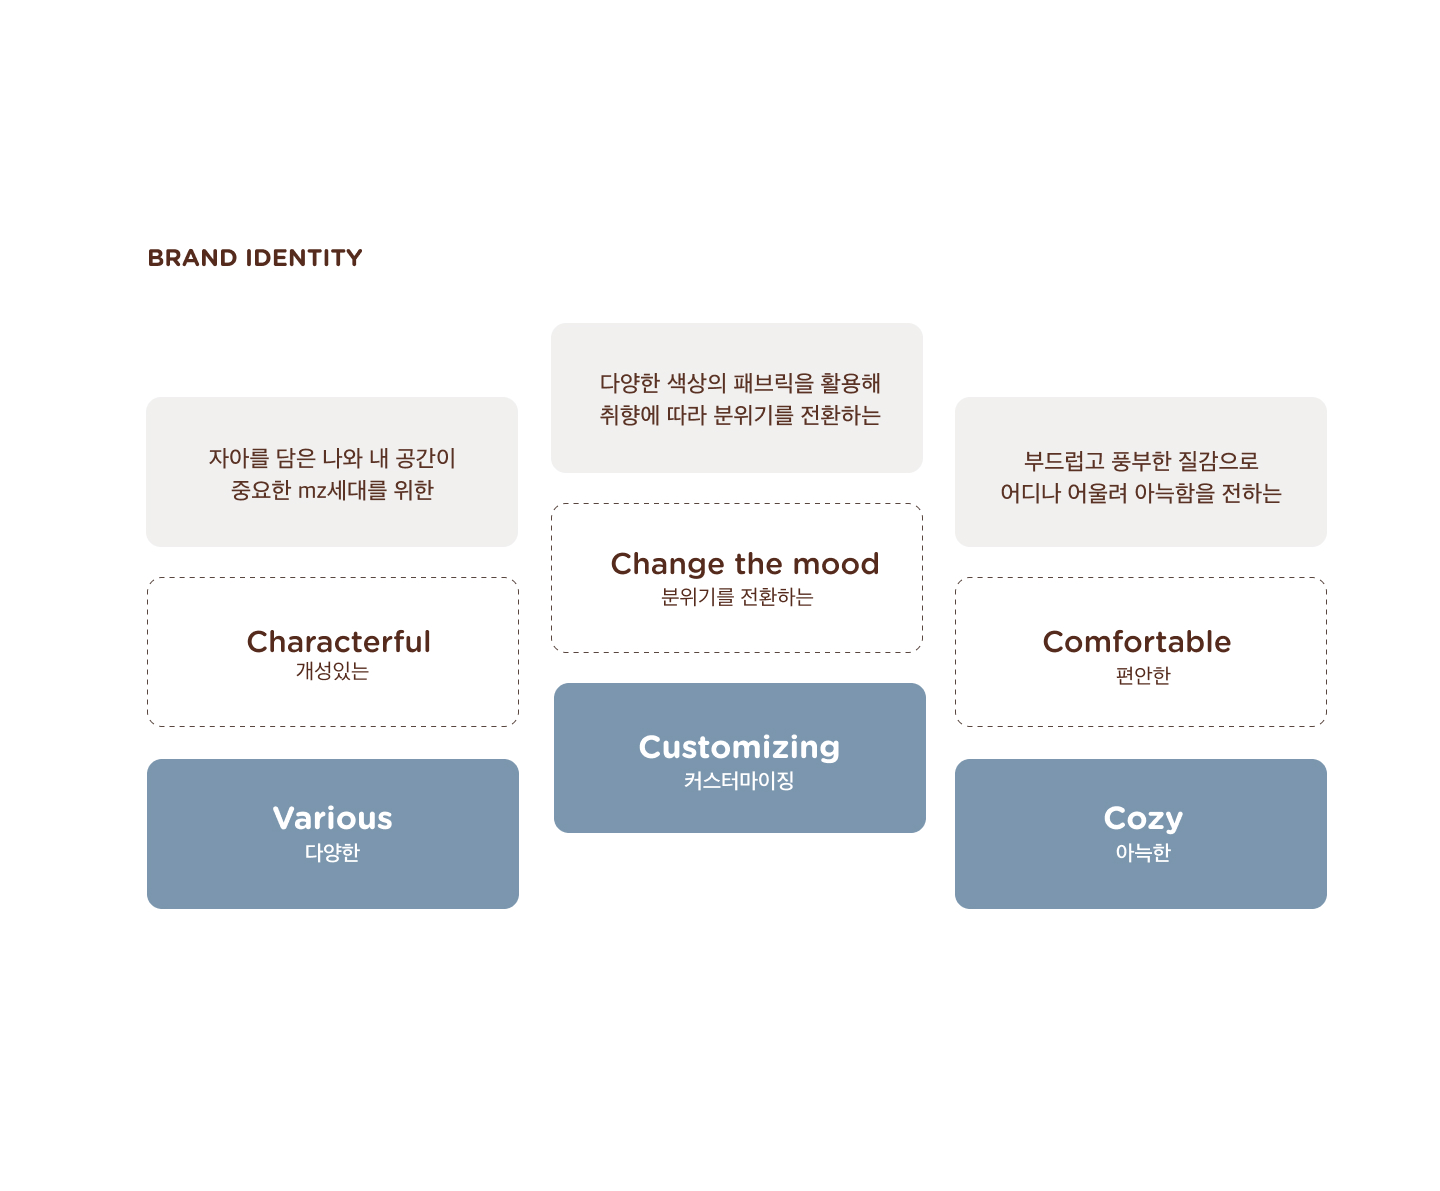 BRAND IDENTITY
자아를 담은 나와 내 공간이
중요한 mz세대를 위한
Characterful
개성있는
Various
다양한
다양한 색상의 패브릭을 활용해
취향에 따라 분위기를 전환하는
Change the mood
분위기를 전환하는
Customizing
커스터마이징
부드럽고 풍부한 질감으로
어디나 어울려 아늑함을 전하는
Comfortable
편안한
Cozy
아늑한